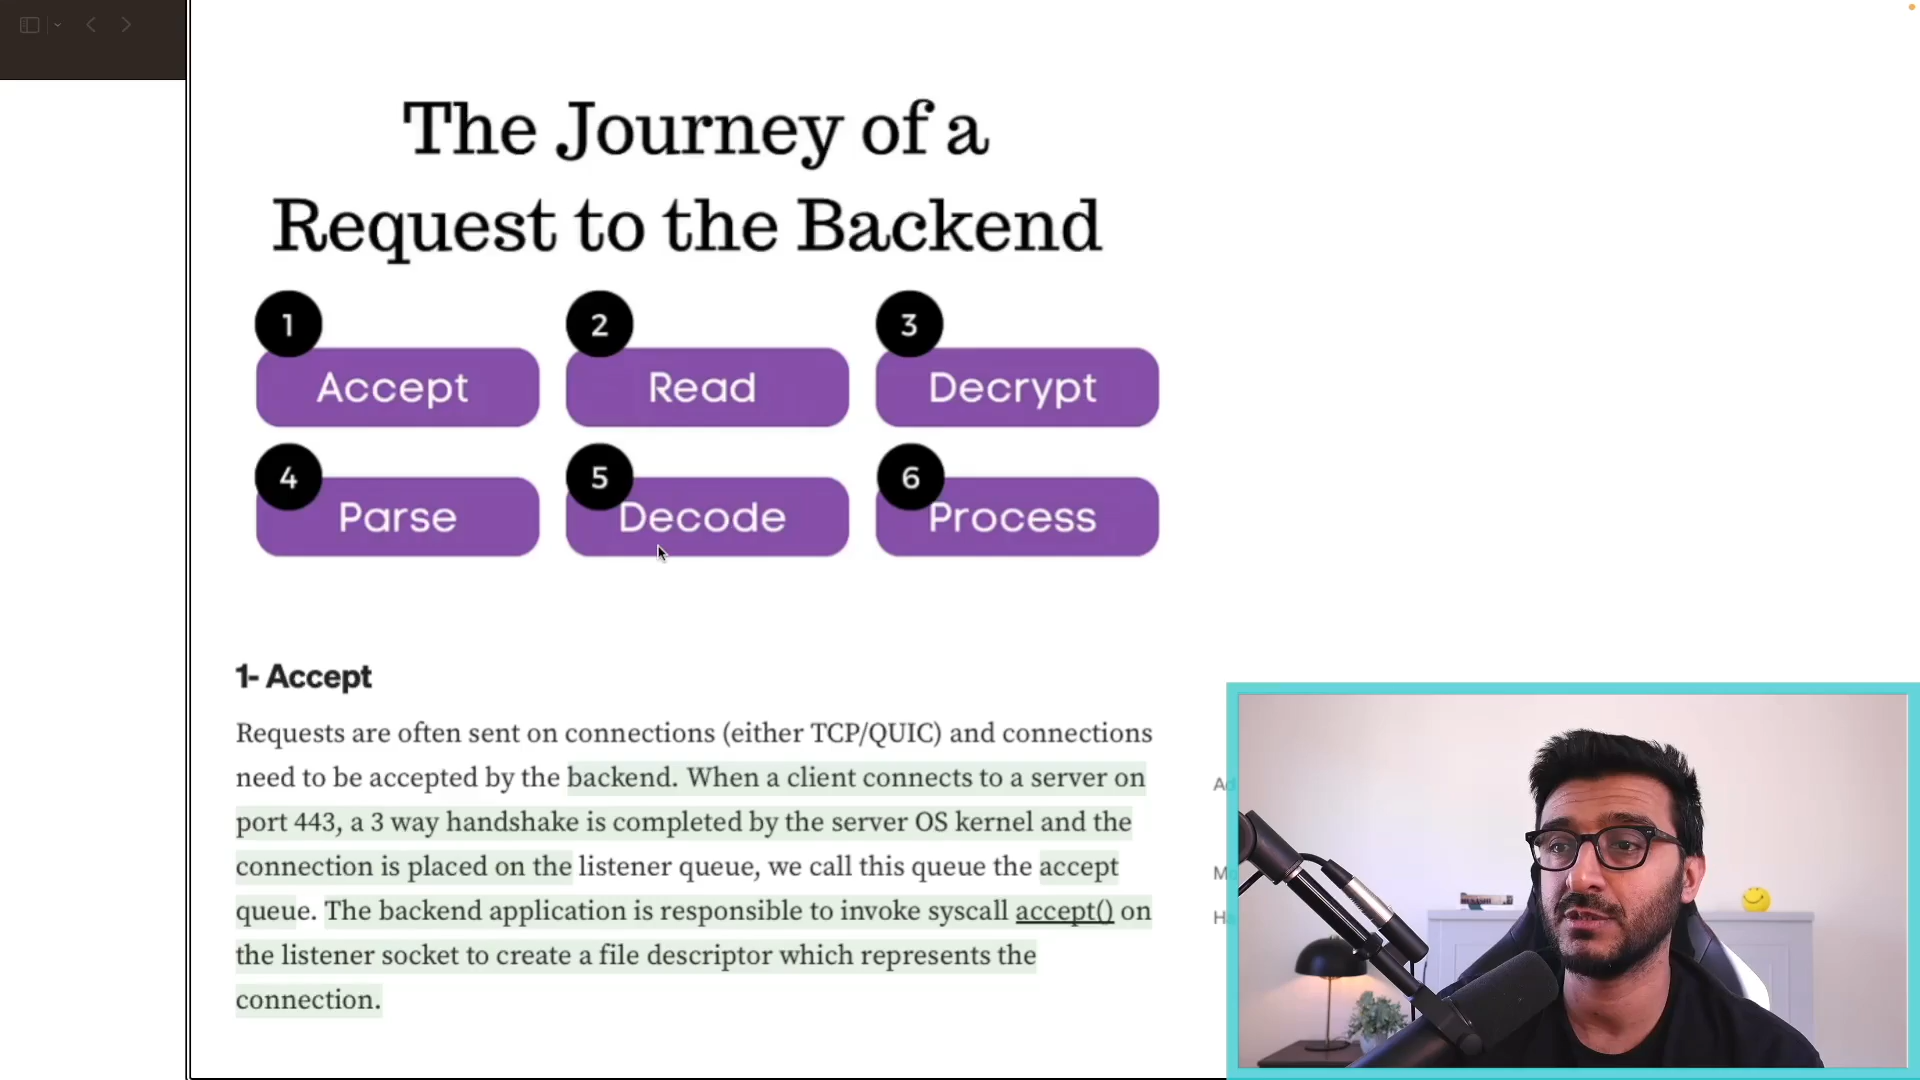 The Journey of a
Request to the Backend
1
2
3
Accept
Read
Decrypt
4
5
6
Parse
Decode
Process
1- Accept
Requests are often sent on connections (either TCP/QUIC) and connections
need to be accepted by the backend. When a client connects to a server on
port 443, a 3 way handshake is completed by the server OS kernel and the
connection is placed on the listener queue, we call this queue the accept
queue. The backend application is responsible to invoke syscall accept() on
the listener socket to create a file descriptor which represents the
connection.